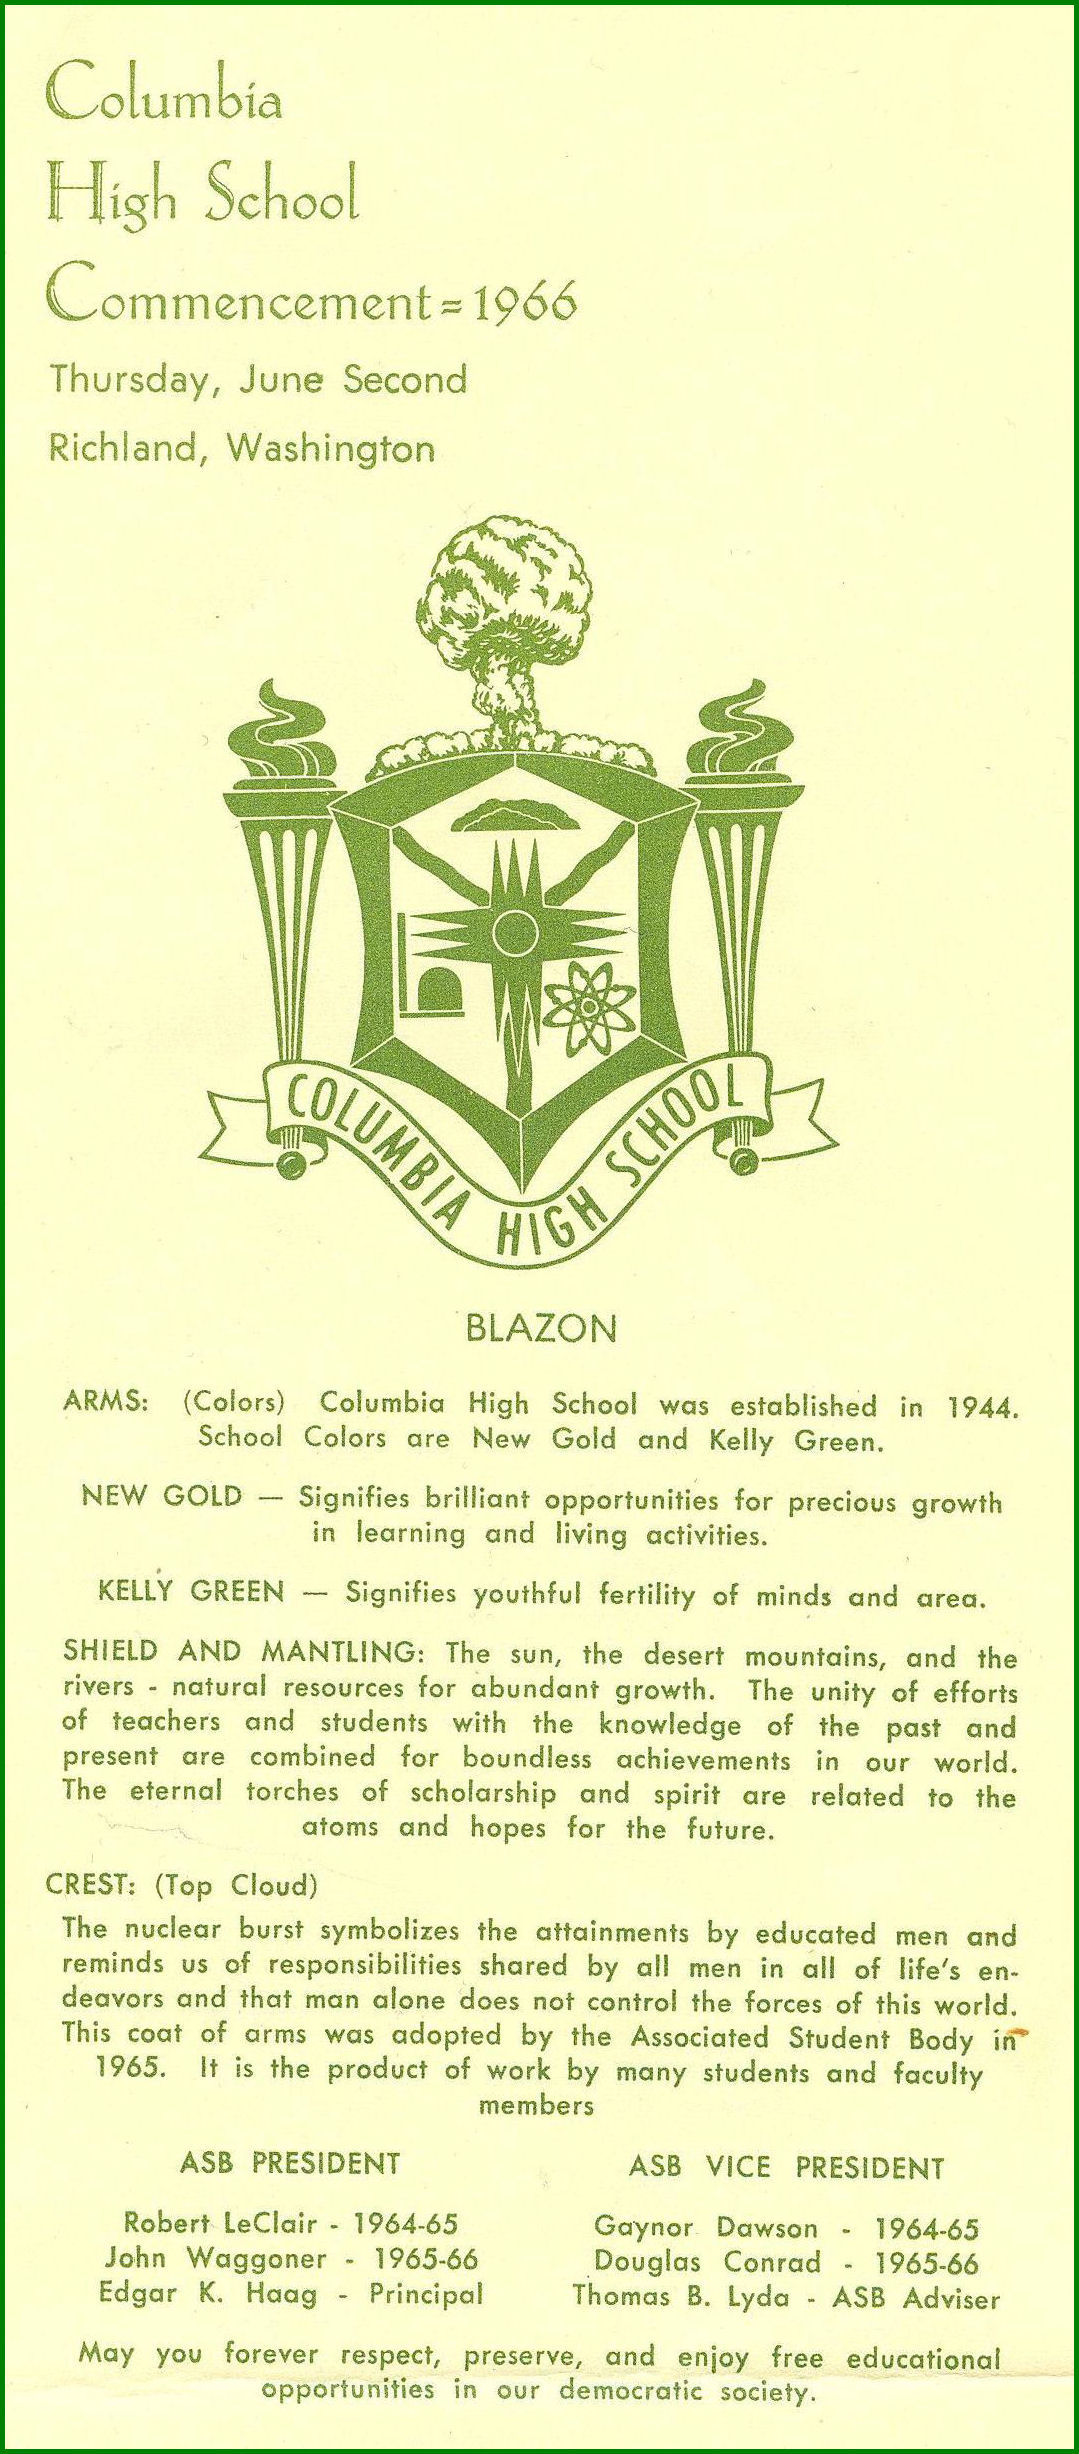 Columbia
High School
Commencement=1966
Thursday, June Second
Richland, Washington
COLUMBIA HIGH SCHOOL
BLAZON
ARMS: (Colors) Columbia High School was established in 1944.
School Colors are New Gold and Kelly Green.
NEW GOLD — Signifies brilliant opportunities for precious growth
in learning and living activities.
KELLY GREEN — Signifies youthful fertility of minds and area.
SHIELD AND MANTLING: The sun, the desert mountains, and the
rivers - natural resources for abundant growth. The unity of efforts
of teachers and students with the knowledge of the past and
present are combined for boundless achievements in our world.
The eternal torches of scholarship and spirit are related to the
atoms and hopes for the future.
CREST: (Top Cloud)
The nuclear burst symbolizes the attainments by educated men and
reminds us of responsibilities shared by all men in all of life's en-
deavors and that man alone does not control the forces of this world.
This coat of arms was adopted by the Associated Student Body in
1965. It is the product of work by many students and faculty
members
ASB PRESIDENT
Robert LeClair - 1964-65
John Waggoner - 1965-66
Edgar K. Haag - Principal
ASB VICE PRESIDENT
Gaynor Dawson - 1964-65
Douglas Conrad - 1965-66
Thomas B. Lyda - ASB Adviser
May you forever respect, preserve, and enjoy free educational
opportunities in our democratic society.